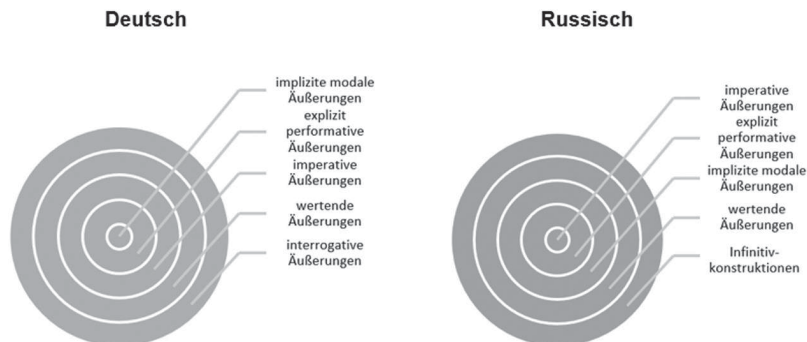 Deutsch
implizite modale
Äußerungen
explizit
performative
Äußerungen
imperative
Äußerungen
wertende
Äußerungen
interrogative
Äußerungen
Russisch
imperative
Äußerungen
explizit
performative
Äußerungen
implizite modale
Äußerungen
wertende
Äußerungen
Infinitiv-
konstruktionen